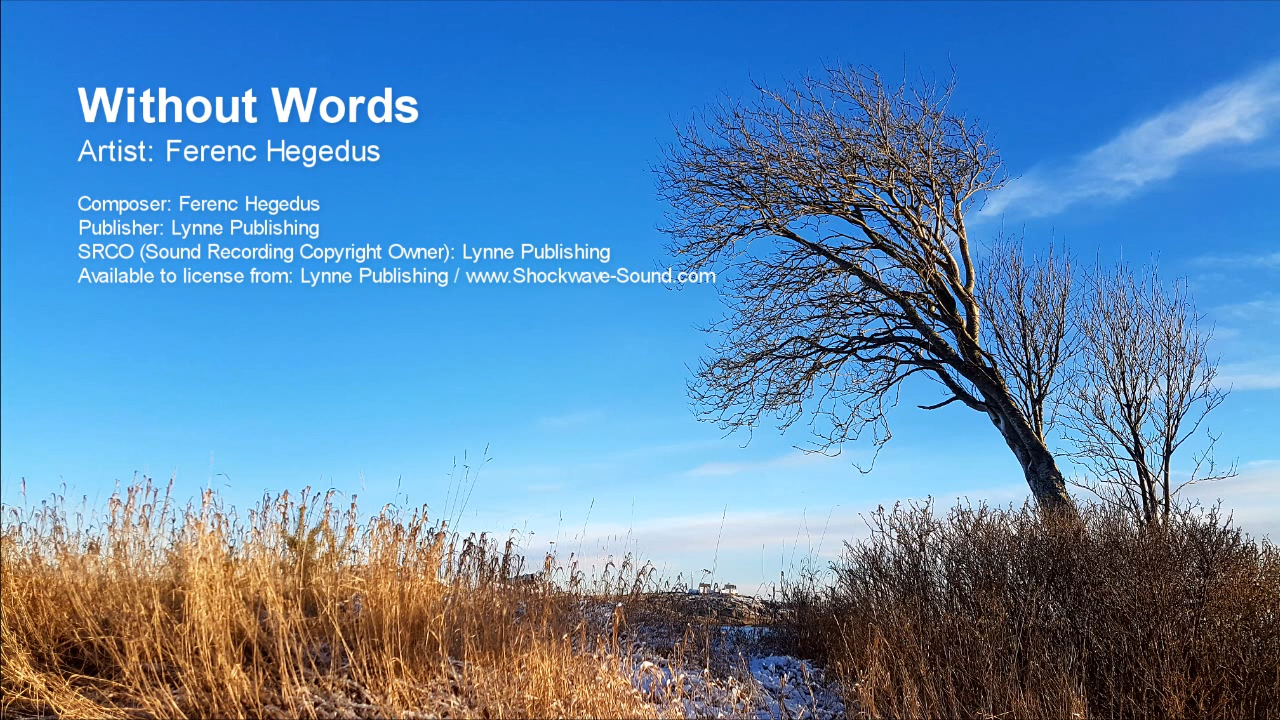 Without Words
Artist: Ferenc Hegedus
Composer: Ferenc Hegedus
Publisher: Lynne Publishing
SRCO (Sound Recording Copyright Owner): Lynne Publishing
Available to license from: Lynne Publishing / www.Shockwave-Sound.com